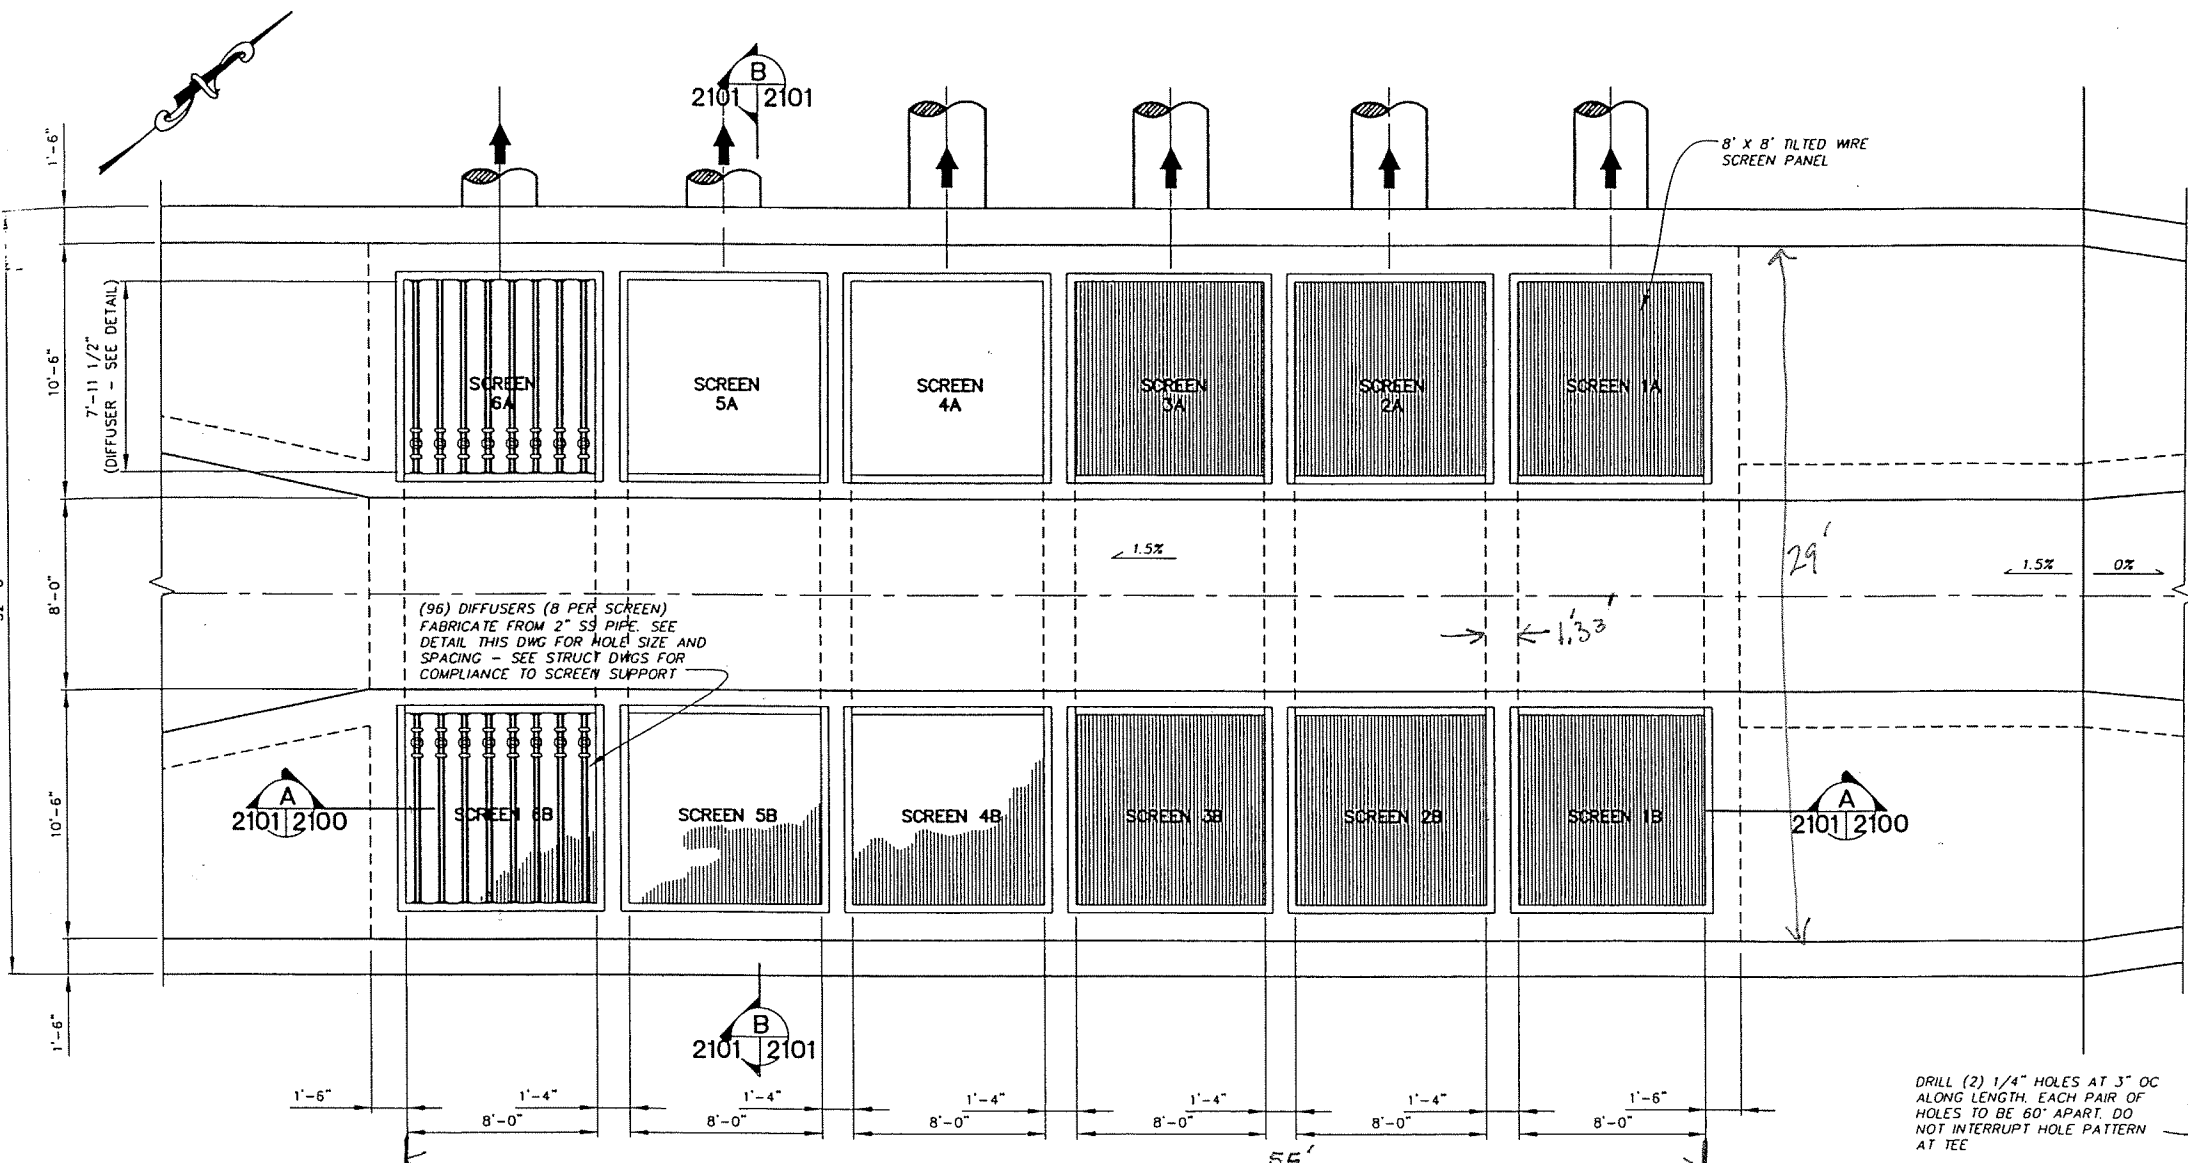 B
2101 2101
1'-6"
8' X 8' TILTED WIRE
SCREEN PANEL
10'-6"
7'-11 1/2"
(DIFFUSER - SEE DETAIL)
SCREEN
6A
SCREEN
5A
SCREEN
4A
SCREEN
3A
SCREEN
2A
SCREEN 1A
8'-0"
1.5%
29'
1.5%
0%
(96) DIFFUSERS (8 PER SCREEN)
FABRICATE FROM 2" SS PIPE. SEE
DETAIL THIS DWG FOR HOLE SIZE AND
SPACING - SEE STRUCT DWGS FOR
COMPLIANCE TO SCREEN SUPPORT
1.33'
10'-6"
A
2101 2100
SCREEN 6B
SCREEN 5B
SCREEN 4B
SCREEN 3B
SCREEN 2B
SCREEN 1B
A
2101 2100
1'-6"
B
2101 2101
1'-6"
1'-4"
1'-4"
1'-4"
1'-4"
1'-4"
1'-6"
8'-0"
8'-0"
8'-0"
8'-0"
8'-0"
8'-0"
DRILL (2) 1/4" HOLES AT 3" OC
ALONG LENGTH. EACH PAIR OF
HOLES TO BE 60° APART. DO
NOT INTERRUPT HOLE PATTERN
AT TEE